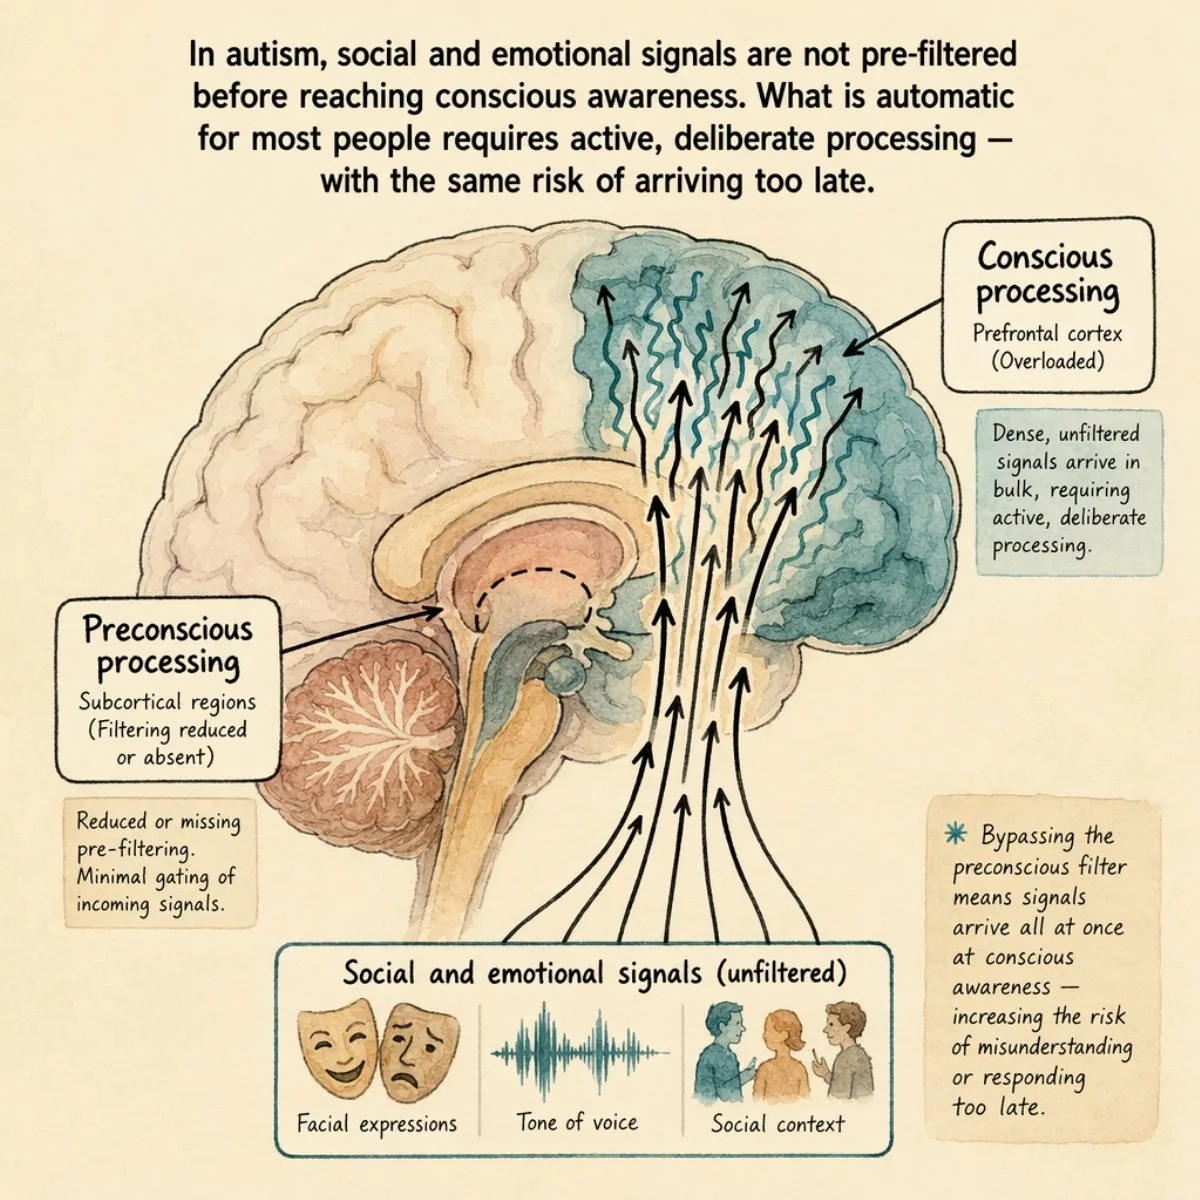 In autism, social and emotional signals are not pre-filtered
before reaching conscious awareness. What is automatic
for most people requires active, deliberate processing —
with the same risk of arriving too late.
Conscious
processing
Prefrontal cortex
(Overloaded)
Dense, unfiltered
signals arrive in
bulk, requiring
active, deliberate
processing.
Preconscious
processing
Subcortical regions
(Filtering reduced
or absent)
Reduced or missing
pre-filtering.
Minimal gating of
incoming signals.
* Bypassing the
preconscious filter
means signals
arrive all at once
at conscious
awareness —
increasing the risk
of misunderstanding
or responding
too late.
Social and emotional signals (unfiltered)
Facial expressions
Tone of voice
Social context